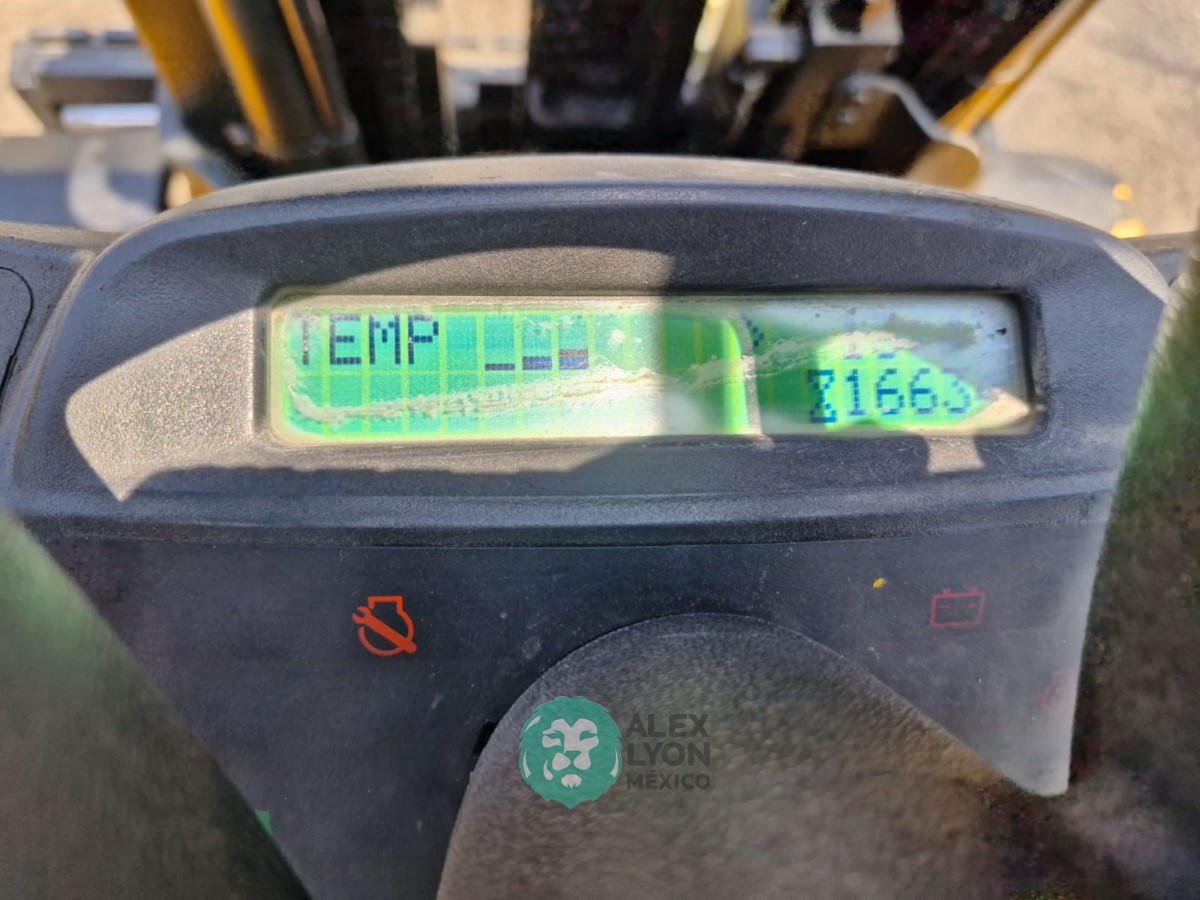 TEMP
1663
ALEX
LYON
MÉXICO